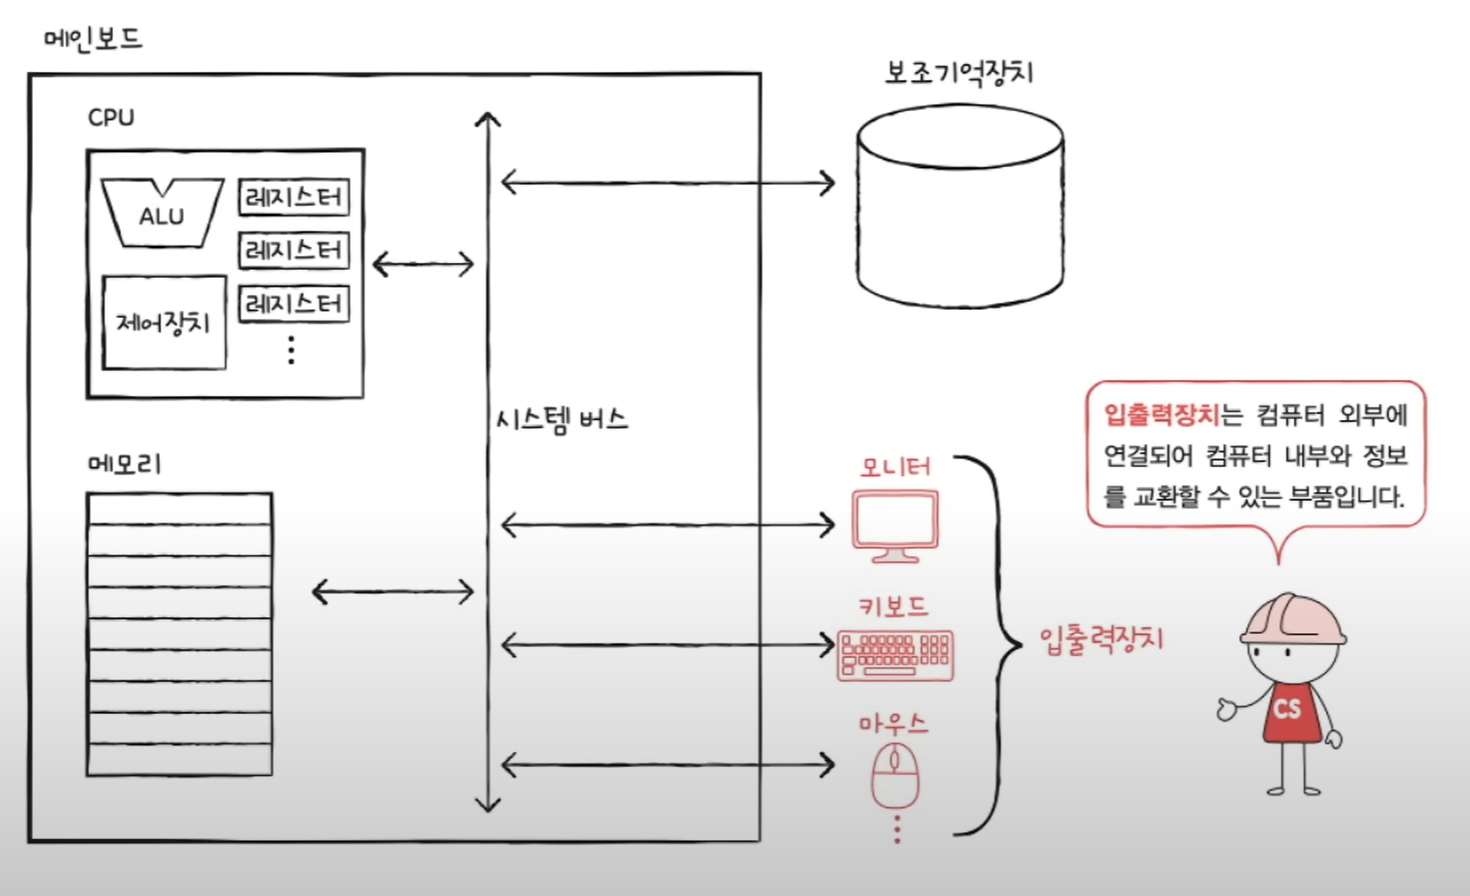 메인보드
CPU
ALU
레지스터
레지스터
레지스터
제어장치
메모리
시스템 버스
보조기억장치
모니터
키보드
마우스
입출력장치
입출력장치는 컴퓨터 외부에
연결되어 컴퓨터 내부와 정보
를 교환할 수 있는 부품입니다.
CS